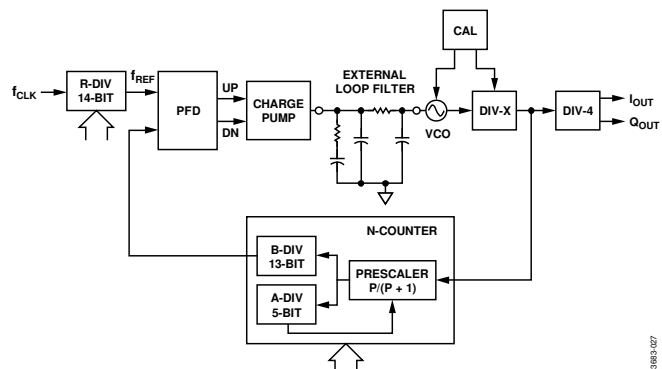 CAL
f_CLK
R-DIV
14-BIT
f_REF
PFD
UP
DN
CHARGE
PUMP
EXTERNAL
LOOP FILTER
VCO
DIV-X
DIV-4
I_OUT
Q_OUT
N-COUNTER
B-DIV
13-BIT
A-DIV
5-BIT
PRESCALER
P/(P + 1)
3683-027